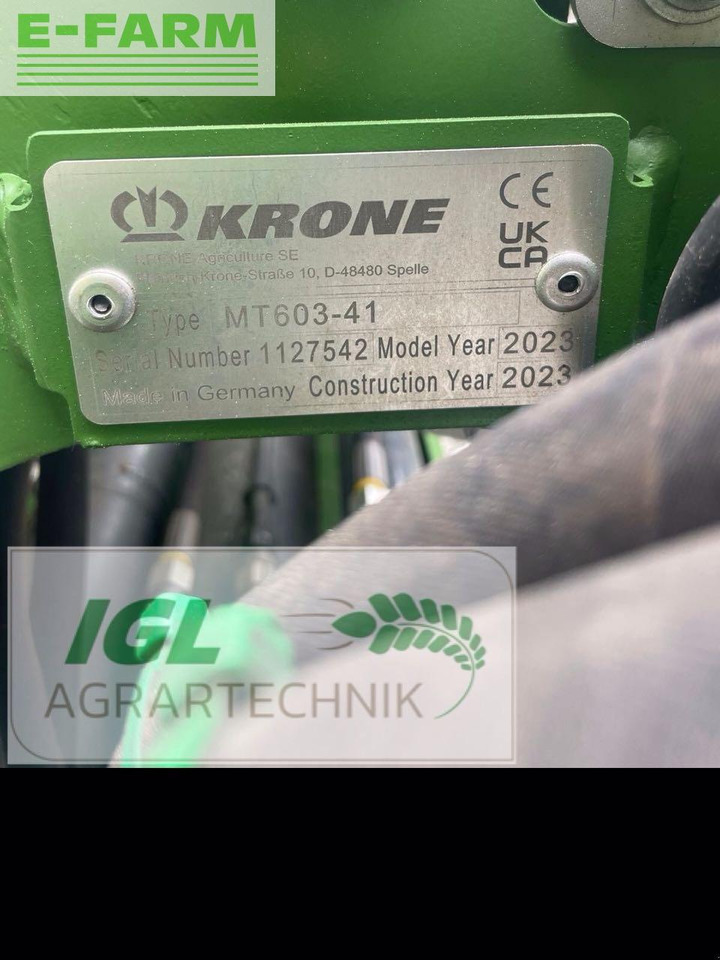 E-FARM
KRONE
CE
KRONE Agriculture SE
UK
CA
Krone-Straße 10, D-48480 Spelle
Type MT603-41
Serial Number 1127542 Model Year 2023
Made in Germany Construction Year 2023
IGL
AGRARTECHNIK